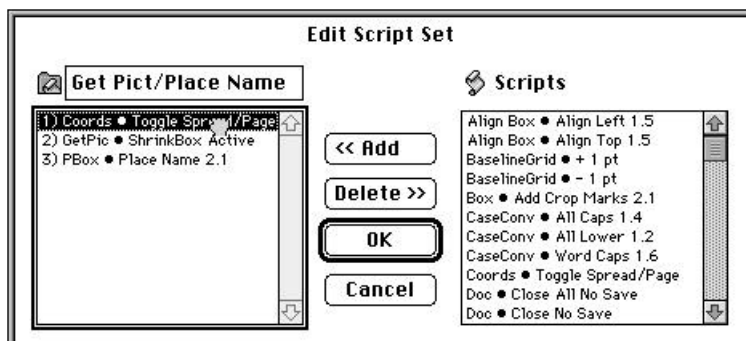 Edit Script Set
Get Pict/Place Name
1) Coords ● Toggle Spread/Page
2) GetPic ● ShrinkBox Active
3) PBox ● Place Name 2.1
<< Add
Delete >>
OK
Cancel
Scripts
Align Box ● Align Left 1.5
Align Box ● Align Top 1.5
BaselineGrid ● + 1 pt
BaselineGrid ● - 1 pt
Box ● Add Crop Marks 2.1
CaseConv ● All Caps 1.4
CaseConv ● All Lower 1.2
CaseConv ● Word Caps 1.6
Coords ● Toggle Spread/Page
Doc ● Close All No Save
Doc ● Close No Save